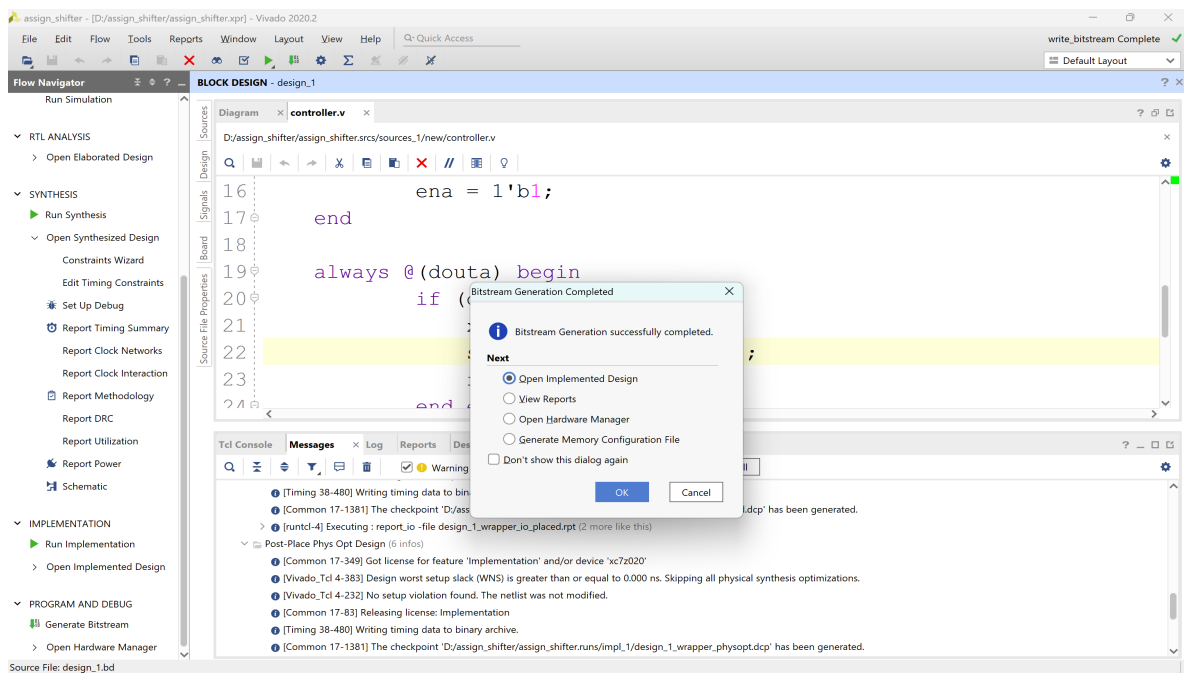 assign_shifter - [D:/assign_shifter/assign_shifter.xpr] - Vivado 2020.2
File Edit Flow Tools Reports Window Layout View Help Quick Access
write_bitstream Complete
Default Layout
Flow Navigator
BLOCK DESIGN - design_1
Run Simulation
RTL ANALYSIS
Open Elaborated Design
SYNTHESIS
Run Synthesis
Open Synthesized Design
Constraints Wizard
Edit Timing Constraints
Set Up Debug
Report Timing Summary
Report Clock Networks
Report Clock Interaction
Report Methodology
Report DRC
Report Utilization
Report Power
Schematic
IMPLEMENTATION
Run Implementation
Open Implemented Design
PROGRAM AND DEBUG
Generate Bitstream
Open Hardware Manager
Sources
Design
Signals
Board
Source File Properties
Diagram controller.v
D:/assign_shifter/assign_shifter.srcs/sources_1/new/controller.v
16 ena = 1'b1;
17 end
18
19 always @(douta) begin
20 if (
21
22 ;
23
24 end
Bitstream Generation Completed
Bitstream Generation successfully completed.
Next
Open Implemented Design
View Reports
Open Hardware Manager
Generate Memory Configuration File
Don't show this dialog again
OK Cancel
Tcl Console Messages Log Reports Des
Warning
[Timing 38-480] Writing timing data to bin
[Common 17-1381] The checkpoint 'D:/ass l.dcp' has been generated.
[runtcl-4] Executing : report_io -file design_1_wrapper_io_placed.rpt (2 more like this)
Post-Place Phys Opt Design (6 infos)
[Common 17-349] Got license for feature 'Implementation' and/or device 'xc7z020'
[Vivado_Tcl 4-383] Design worst setup slack (WNS) is greater than or equal to 0.000 ns. Skipping all physical synthesis optimizations.
[Vivado_Tcl 4-232] No setup violation found. The netlist was not modified.
[Common 17-83] Releasing license: Implementation
[Timing 38-480] Writing timing data to binary archive.
[Common 17-1381] The checkpoint 'D:/assign_shifter/assign_shifter.runs/impl_1/design_1_wrapper_physopt.dcp' has been generated.
Source File: design_1.bd